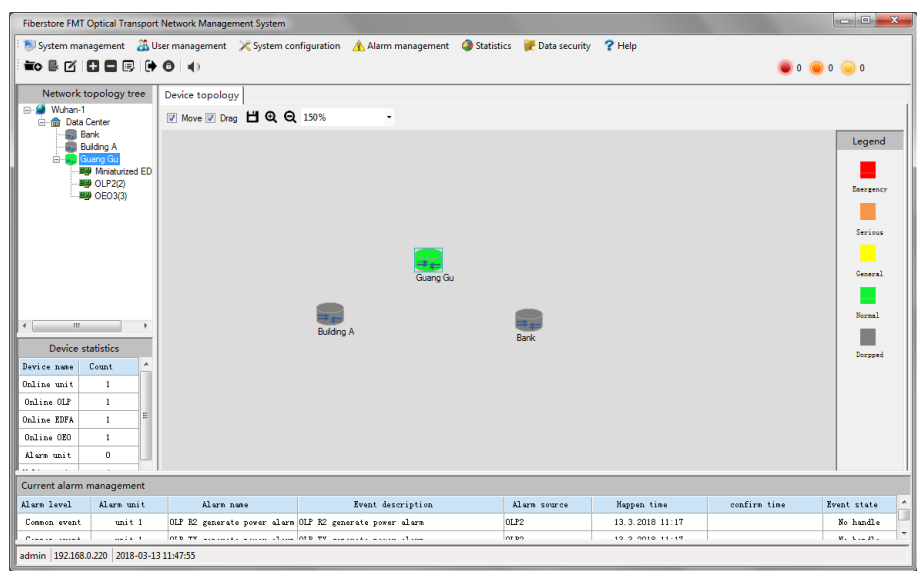 Fiberstore FMT Optical Transport Network Management System
System management User management System configuration Alarm management Statistics Data security Help
0 0 0
Network topology tree
Wuhan-1
Data Center
Bank
Building A
Guang Gu
Miniaturized ED
OLP2(2)
OEO3(3)
Device topology
Move Drag 150%
Guang Gu
Building A
Bank
Legend
Emergency
Serious
General
Normal
Dorpped
Device statistics
Device name Count
Online unit 1
Online OLP 1
Online EDFA 1
Online OEO 1
Alarm unit 0
Current alarm management
Alarm level Alarm unit Alarm name Event description Alarm source Happen time confirm time Event state
Common event unit 1 OLP R2 generate power alarm OLP R2 generate power alarm OLP2 13.3.2018 11:17 No handle
admin 192.168.0.220 2018-03-13 11:47:55